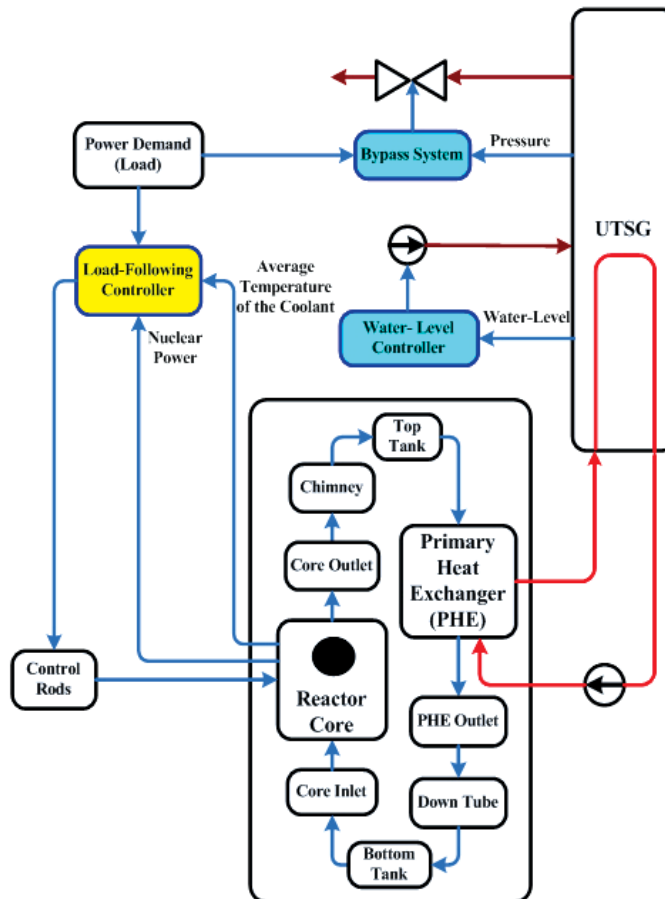 Power Demand
(Load)
Bypass System
Pressure
UTSG
Load-Following
Controller
Average
Temperature
of the Coolant
Nuclear
Power
Water- Level
Controller
Water-Level
Top
Tank
Chimney
Core Outlet
Primary
Heat
Exchanger
(PHE)
Control
Rods
Reactor
Core
PHE Outlet
Core Inlet
Down Tube
Bottom
Tank